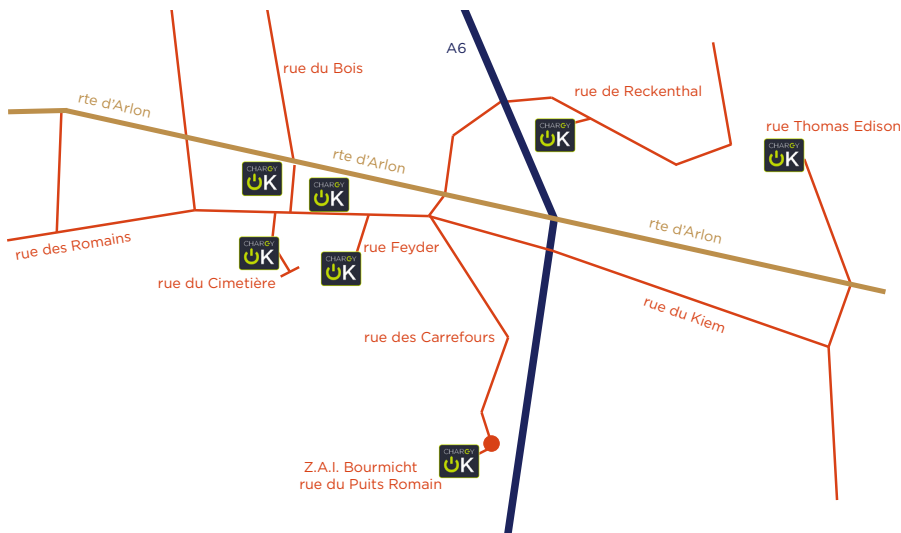 A6
rue du Bois
rue de Reckenthal
rte d'Arlon
rue Thomas Edison
CHARGY
OK
rte d'Arlon
CHARGY
OK
CHARGY
OK
CHARGY
OK
rte d'Arlon
rue des Romains
CHARGY
OK
rue Feyder
CHARGY
OK
rue du Cimetière
rue du Kiem
rue des Carrefours
Z.A.I. Bourmicht
rue du Puits Romain
CHARGY
OK